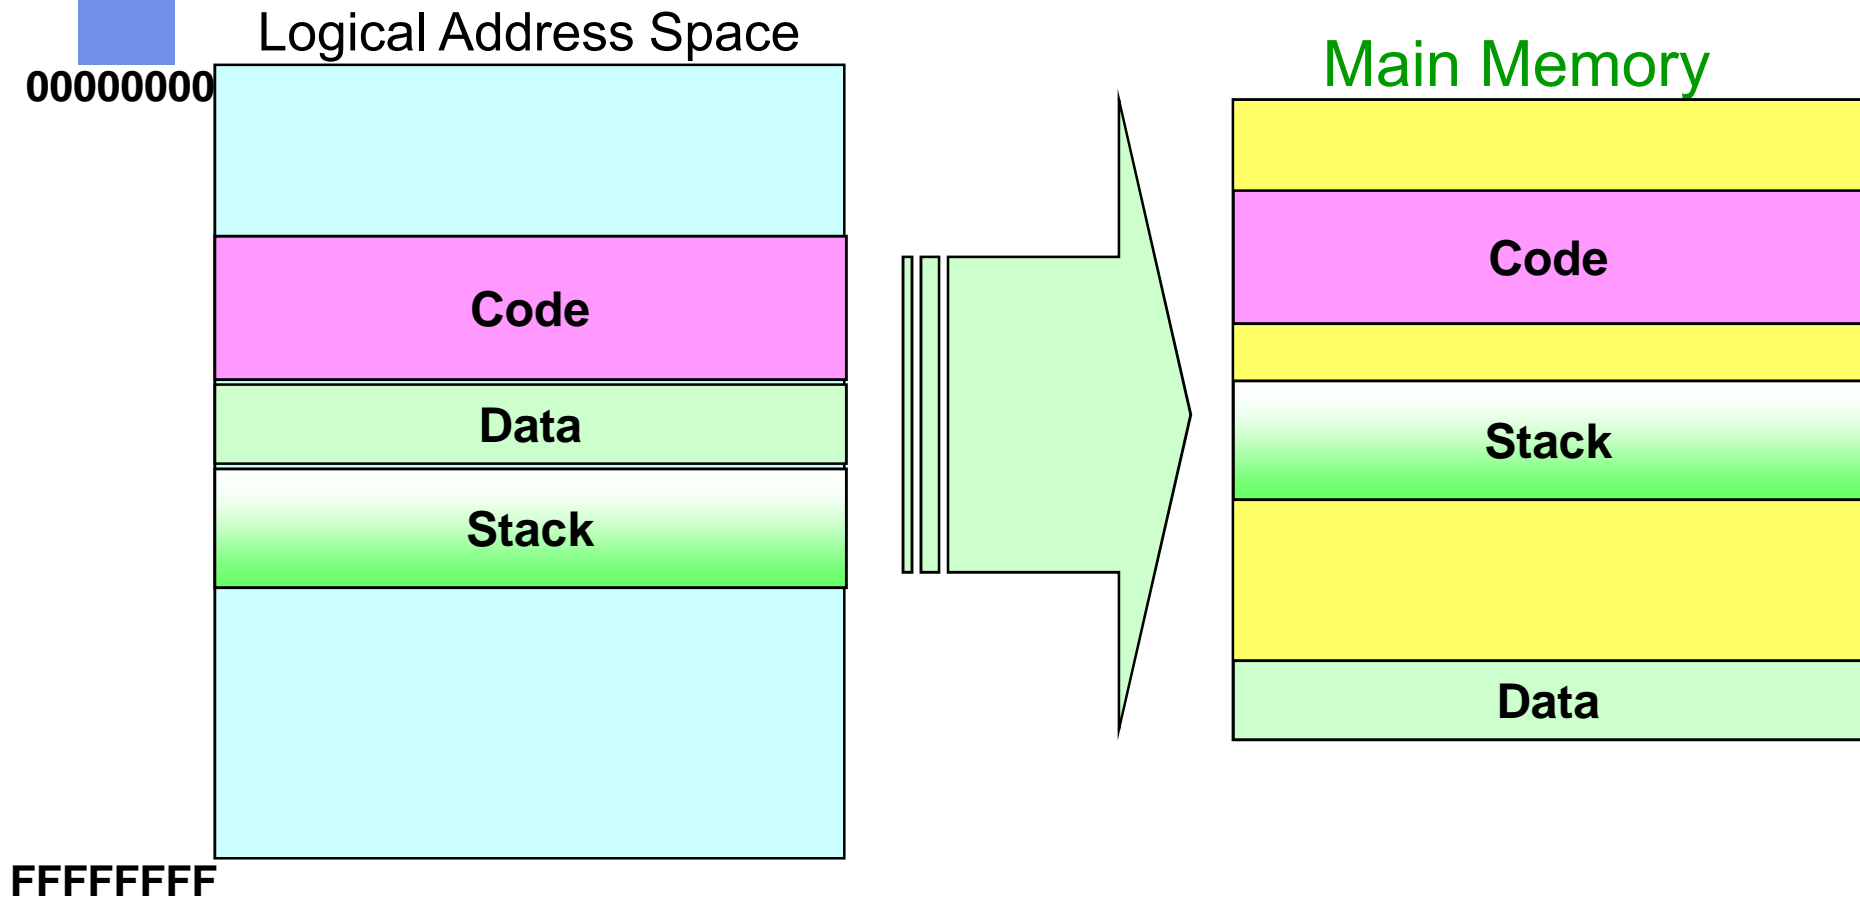 Logical Address Space
00000000
Code
Data
Stack
FFFFFFFF
Main Memory
Code
Stack
Data